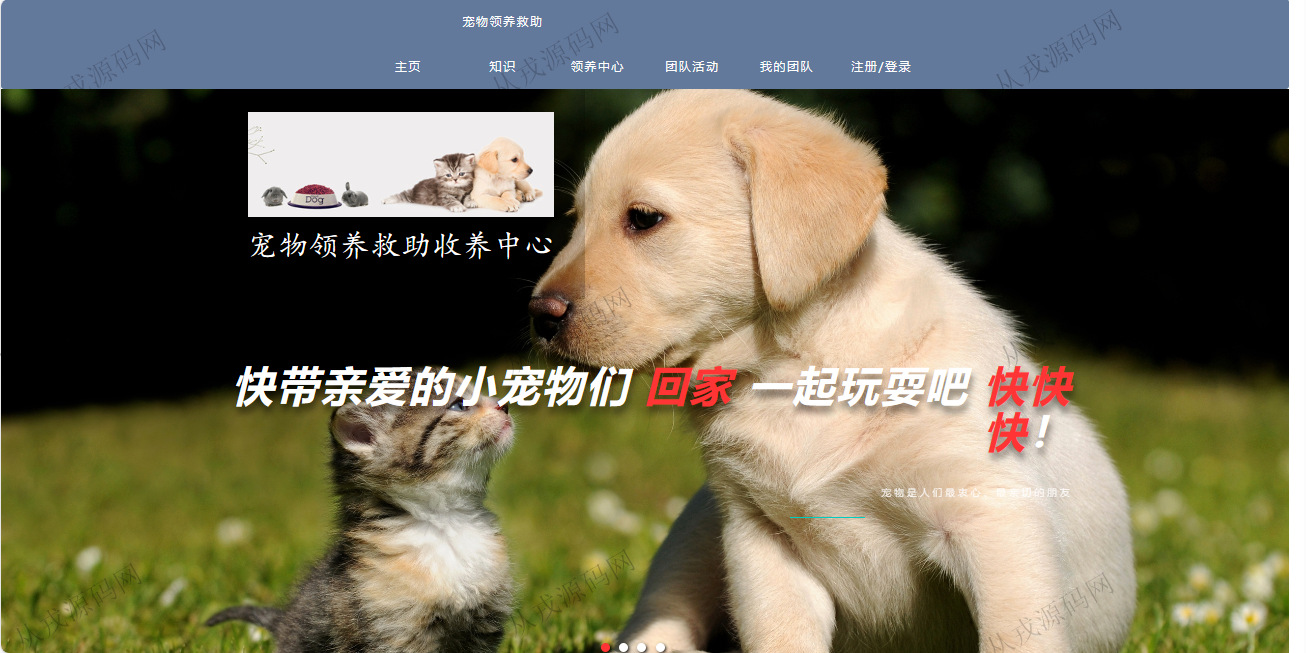 宠物领养救助
主页 知识 领养中心 团队活动 我的团队 注册/登录
Dog
宠物领养救助收养中心
快带亲爱的小宠物们 回家 一起玩耍吧 快快
快！
宠物是人们最衷心、最亲切的朋友
从戎源码网
从戎源码网
从戎源码网
从戎源码网
从戎源码网
从戎源码网